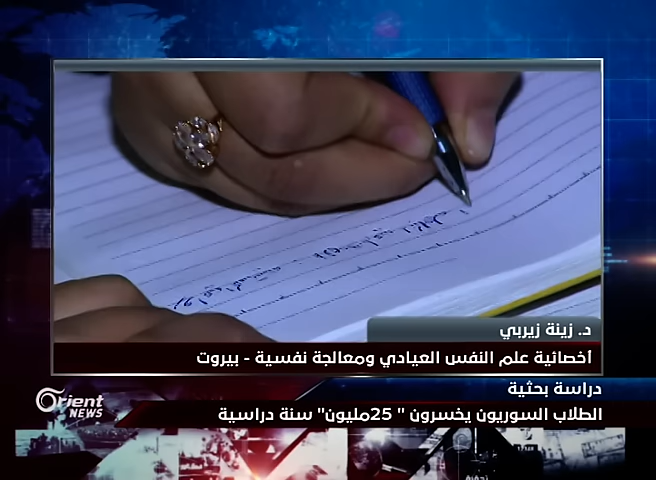 د. زينة زيربي
أخصائية علم النفس العيادي ومعالجة نفسية - بيروت
دراسة بحثية
الطلاب السوريون يخسرون " 25مليون" سنة دراسية
Orient
NEWS